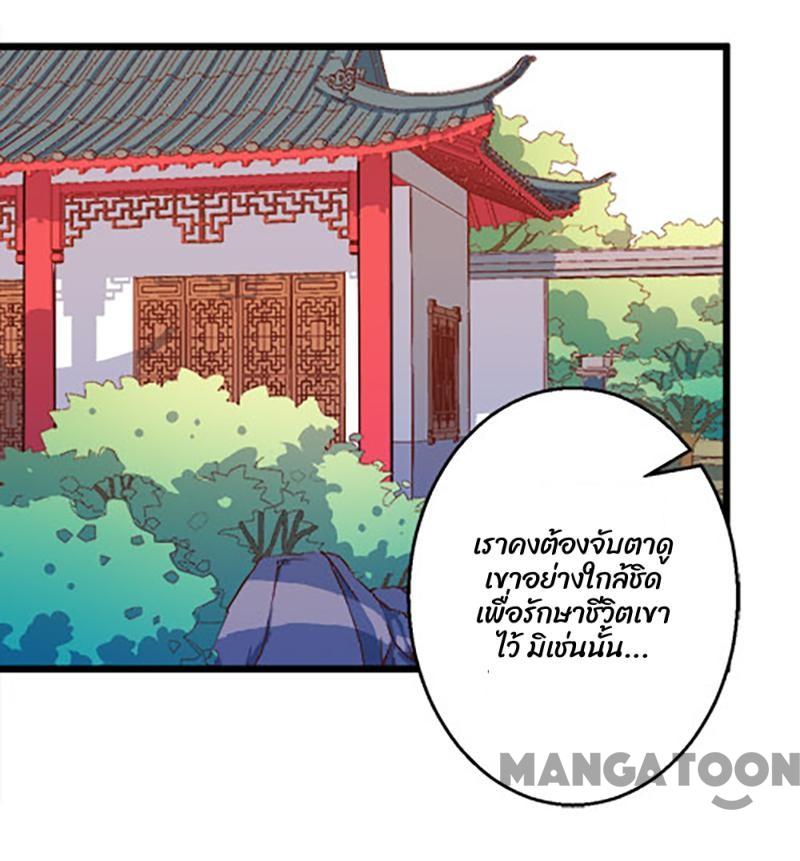 เราคงต้องจับตาดู
เขาอย่างใกล้ชิด
เพื่อรักษาชีวิตเขา
ไว้ มิเช่นนั้น...
MANGATOON